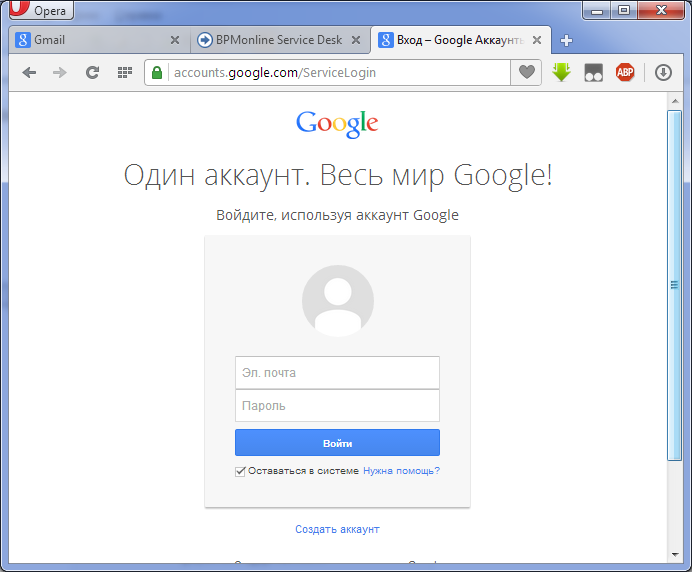 Opera
Gmail
BPMonline Service Desk
Вход – Google Аккаунты
accounts.google.com/ServiceLogin
ABP
Google
Один аккаунт. Весь мир Google!
Войдите, используя аккаунт Google
Эл. почта
Пароль
Войти
Оставаться в системе Нужна помощь?
Создать аккаунт